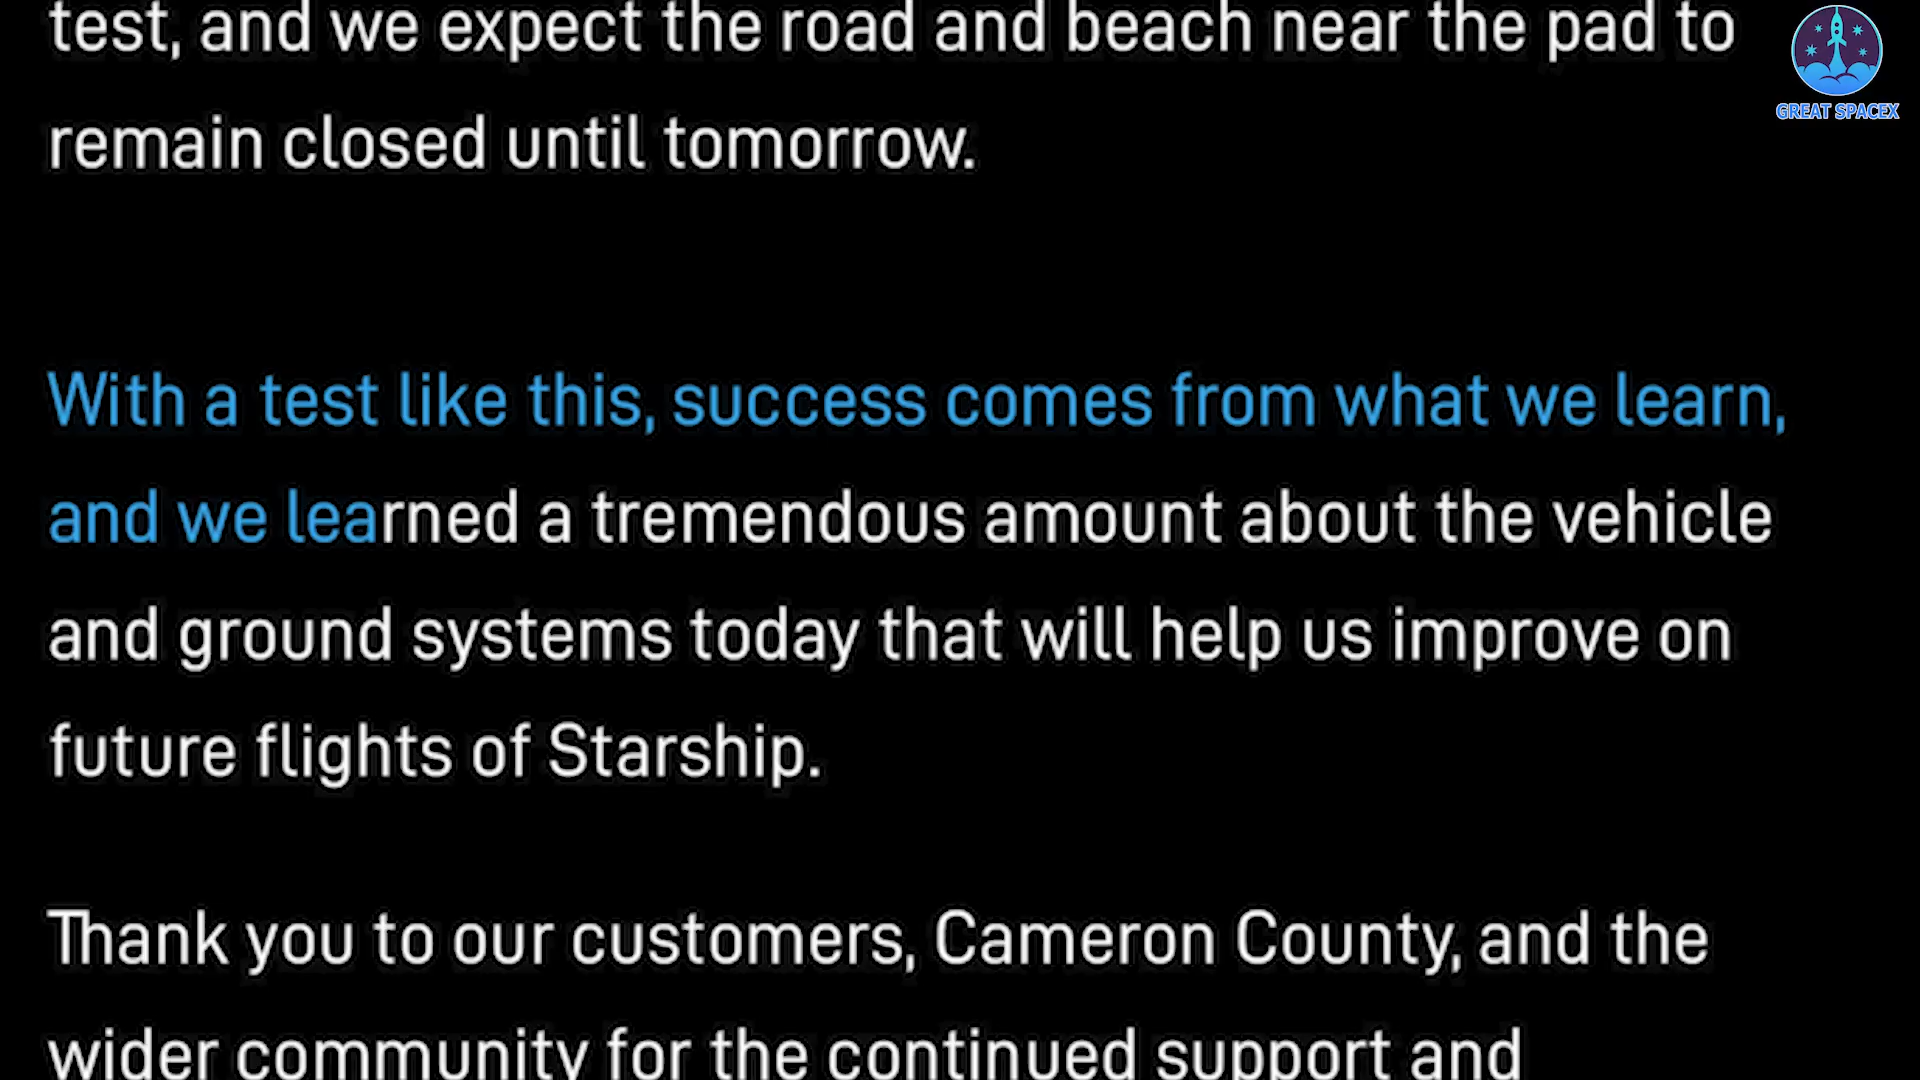 test, and we expect the road and beach near the pad to
remain closed until tomorrow.
GREAT SPACEX
With a test like this, success comes from what we learn,
and we learned a tremendous amount about the vehicle
and ground systems today that will help us improve on
future flights of Starship.
Thank you to our customers, Cameron County, and the
wider community for the continued support and